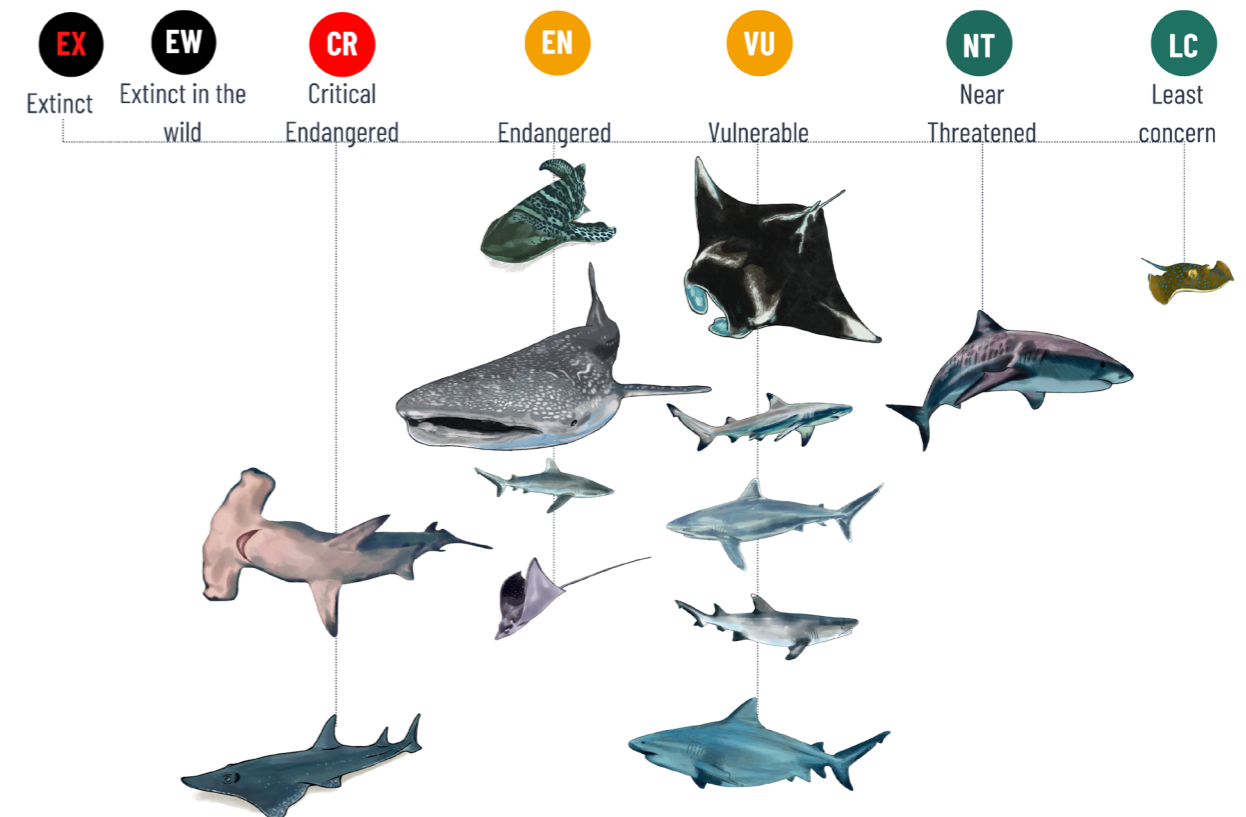 EX
EW
CR
EN
VU
NT
LC
Extinct
Extinct in the
wild
Critical
Endangered
Endangered
Vulnerable
Near
Threatened
Least
concern